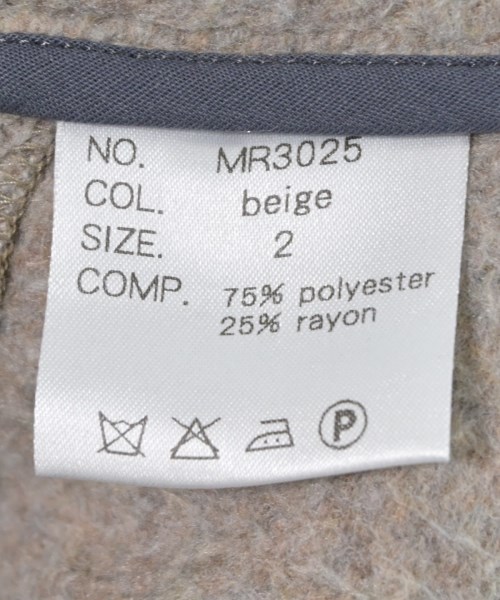 NO. MR3025
COL. beige
SIZE. 2
COMP. 75% polyester
25% rayon
P